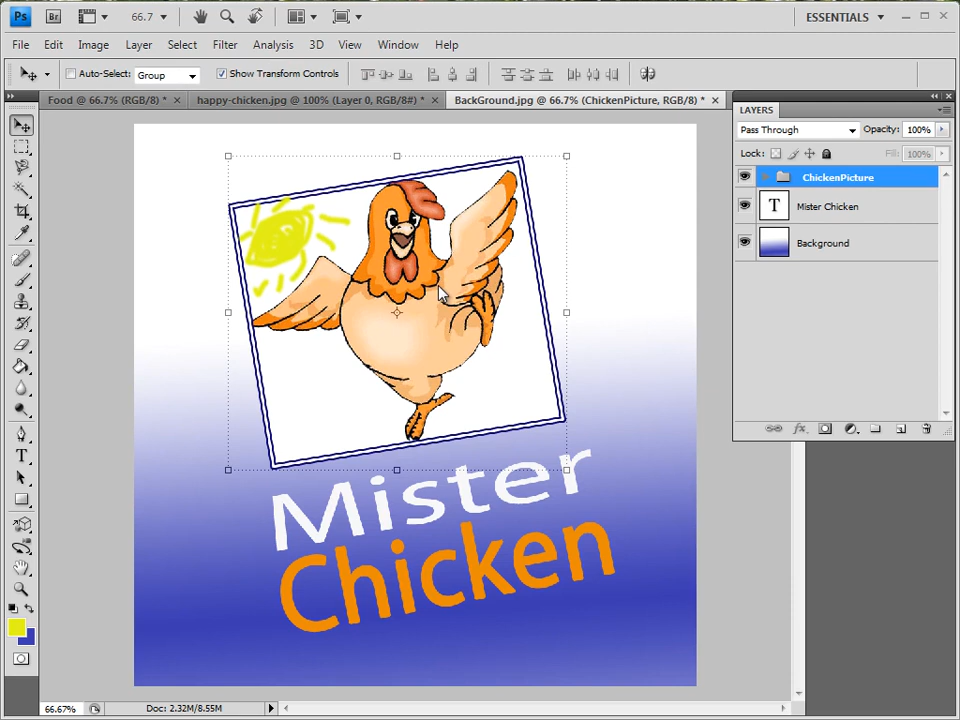 Ps Br 66.7 ESSENTIALS
File Edit Image Layer Select Filter Analysis 3D View Window Help
Auto-Select: Group Show Transform Controls
Food @ 66.7% (RGB/8) * × happy-chicken.jpg @ 100% (Layer 0, RGB/8#) * × BackGround.jpg @ 66.7% (ChickenPicture, RGB/8) * ×
LAYERS
Pass Through Opacity: 100%
Lock: Fill: 100%
ChickenPicture
T Mister Chicken
Background
Mister
Chicken
66.67% Doc: 2.32M/8.55M